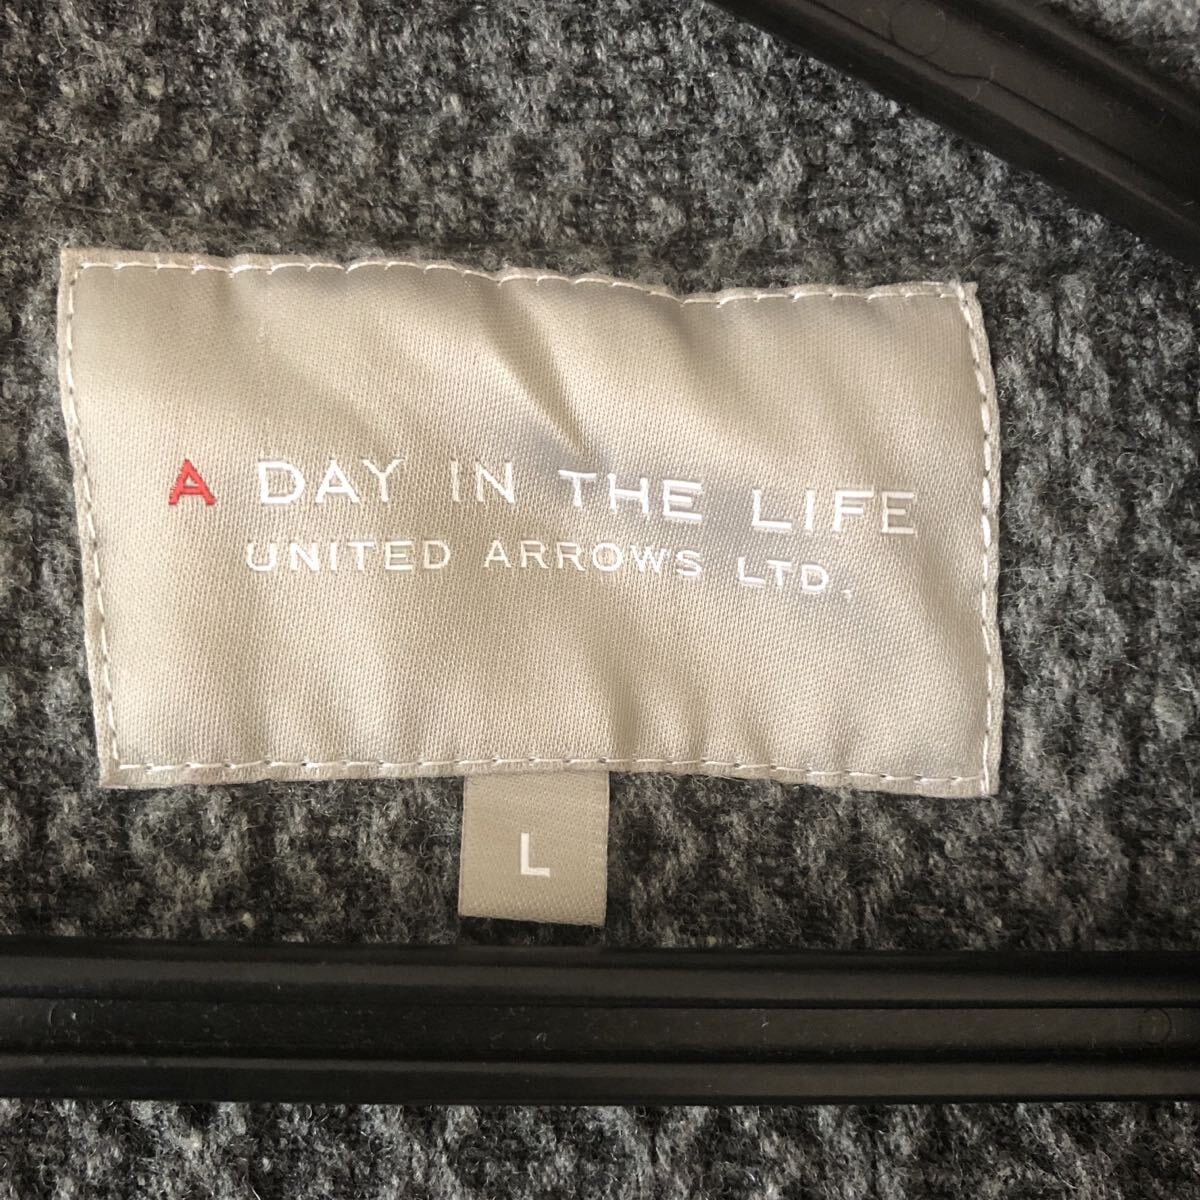 A DAY IN THE LIFE
UNITED ARROWS LTD.
L